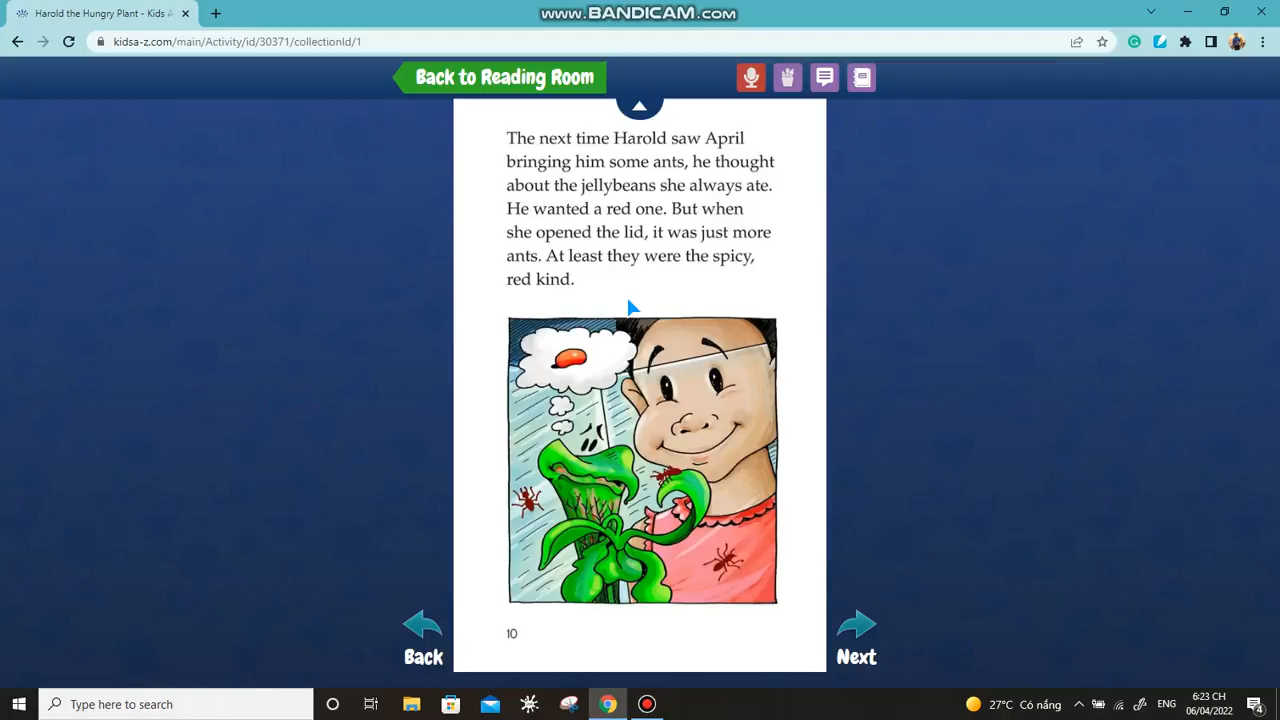 www.BANDICAM.com
Harold the Hungry Plant - Kids A
kidsa-z.com/main/Activity/id/30371/collectionId/1
Back to Reading Room
The next time Harold saw April
bringing him some ants, he thought
about the jellybeans she always ate.
He wanted a red one. But when
she opened the lid, it was just more
ants. At least they were the spicy,
red kind.
10
Back
Next
Type here to search
27°C Có nắng
ENG
6:23 CH
06/04/2022
4